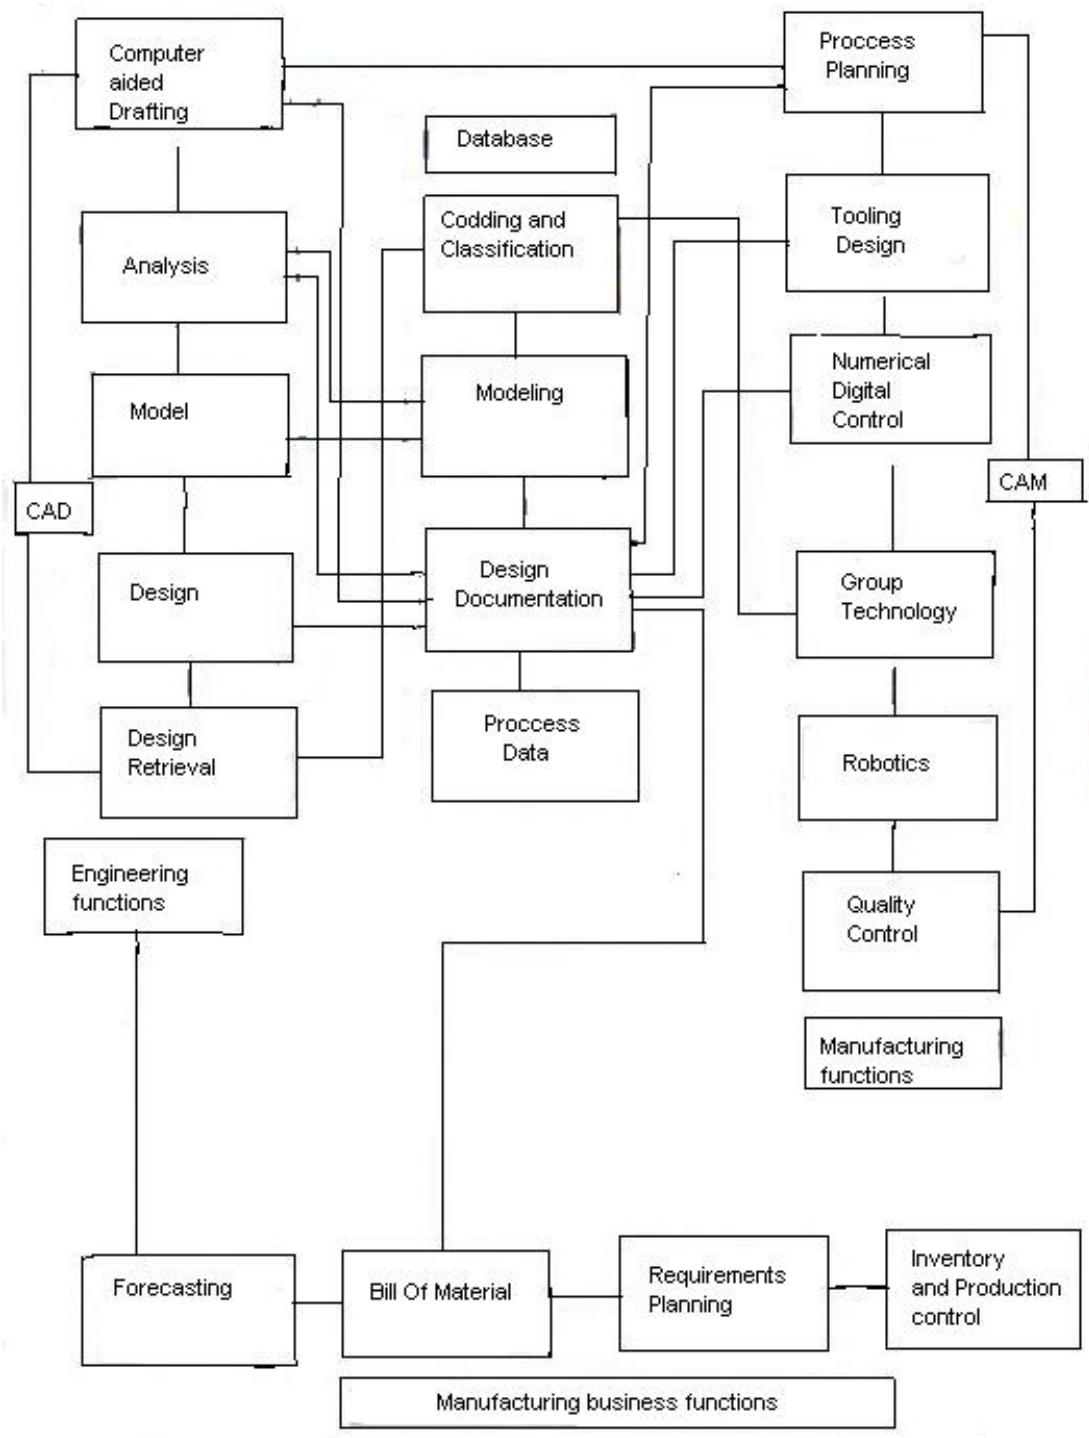 Computer
aided
Drafting
Analysis
Model
CAD
Design
Design
Retrieval
Engineering
functions
Database
Codding and
Classification
Modeling
Design
Documentation
Proccess
Data
Proccess
Planning
Tooling
Design
Numerical
Digital
Control
CAM
Group
Technology
Robotics
Quality
Control
Manufacturing
functions
Forecasting
Bill Of Material
Requirements
Planning
Inventory
and Production
control
Manufacturing business functions